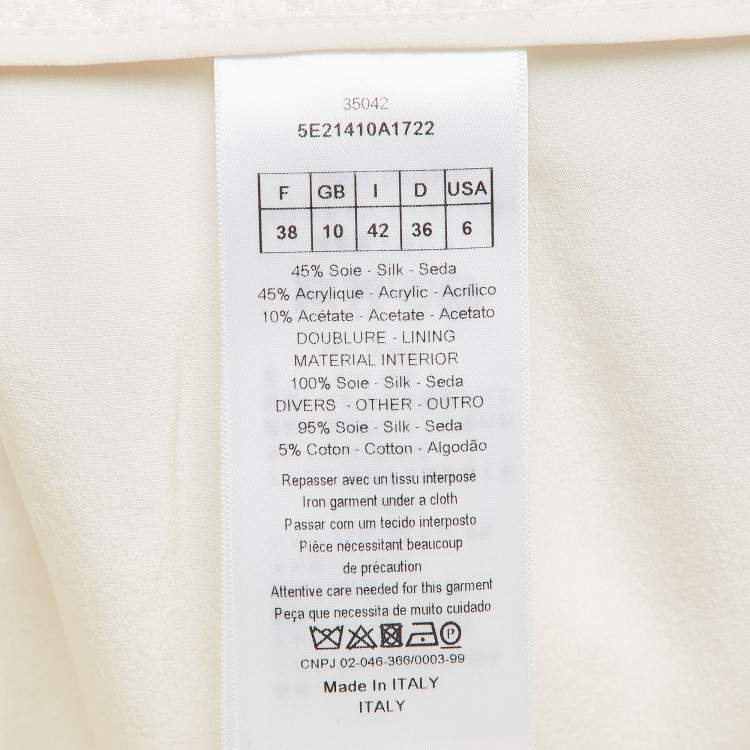 35042
5E21410A1722
F GB I D USA
38 10 42 36 6
45% Soie - Silk - Seda
45% Acrylique - Acrylic - Acrílico
10% Acétate - Acetate - Acetato
DOUBLURE - LINING
MATERIAL INTERIOR
100% Soie - Silk - Seda
DIVERS - OTHER - OUTRO
95% Soie - Silk - Seda
5% Coton - Cotton - Algodão
Repasser avec un tissu interposé
Iron garment under a cloth
Passar com um tecido interposto
Pièce nécessitant beaucoup
de précaution
Attentive care needed for this garment
Peça que necessita de muito cuidado
P
CNPJ 02-046-366/0003-99
Made In ITALY
ITALY